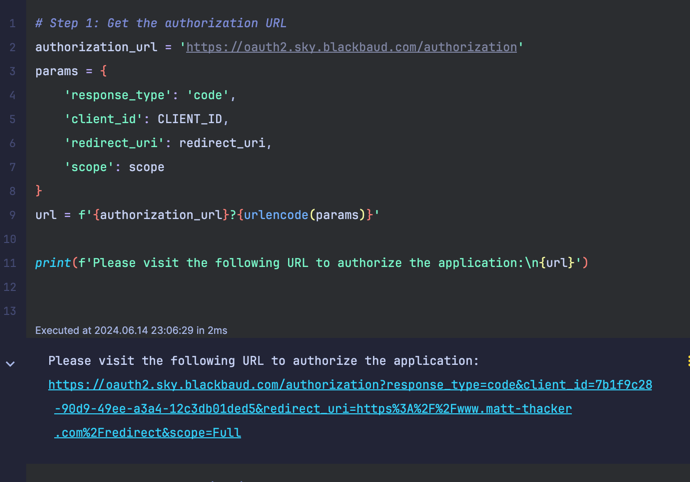 1 # Step 1: Get the authorization URL
2 authorization_url = 'https://oauth2.sky.blackbaud.com/authorization'
3 params = {
4     'response_type': 'code',
5     'client_id': CLIENT_ID,
6     'redirect_uri': redirect_uri,
7     'scope': scope
8 }
9 url = f'{authorization_url}?{urlencode(params)}'
10
11 print(f'Please visit the following URL to authorize the application:\n{url}')
12
13
Executed at 2024.06.14 23:06:29 in 2ms
Please visit the following URL to authorize the application:
https://oauth2.sky.blackbaud.com/authorization?response_type=code&client_id=7b1f9c28
-90d9-49ee-a3a4-12c3db01ded5&redirect_uri=https%3A%2F%2Fwww.matt-thacker
.com%2Fredirect&scope=Full